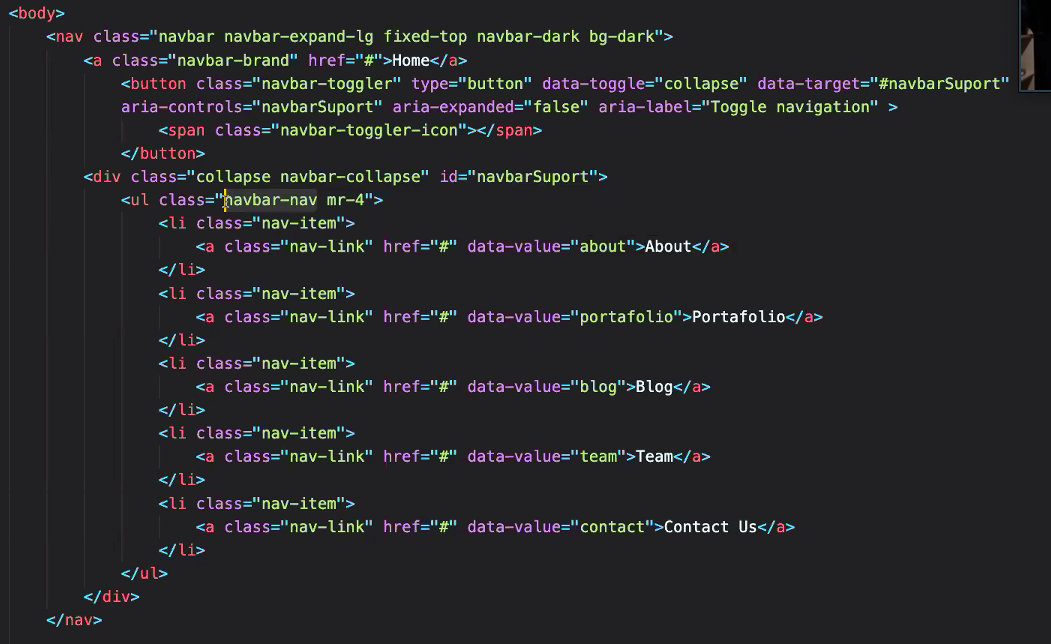 <body>
<nav class="navbar navbar-expand-lg fixed-top navbar-dark bg-dark">
<a class="navbar-brand" href="#">Home</a>
<button class="navbar-toggler" type="button" data-toggle="collapse" data-target="#navbarSuport"
aria-controls="navbarSuport" aria-expanded="false" aria-label="Toggle navigation" >
<span class="navbar-toggler-icon"></span>
</button>
<div class="collapse navbar-collapse" id="navbarSuport">
<ul class="navbar-nav mr-4">
<li class="nav-item">
<a class="nav-link" href="#" data-value="about">About</a>
</li>
<li class="nav-item">
<a class="nav-link" href="#" data-value="portafolio">Portafolio</a>
</li>
<li class="nav-item">
<a class="nav-link" href="#" data-value="blog">Blog</a>
</li>
<li class="nav-item">
<a class="nav-link" href="#" data-value="team">Team</a>
</li>
<li class="nav-item">
<a class="nav-link" href="#" data-value="contact">Contact Us</a>
</li>
</ul>
</div>
</nav>